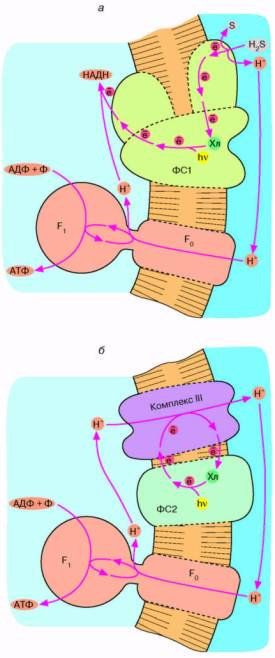 а
S
H₂S
ē
H⁺
НАДН
ē
ē
ē
ē
Хл
hν
ФС1
АДФ + Ф
H⁺
F₁
F₀
АТФ
H⁺
б
Комплекс III
H⁺
H⁺
ē
ē
ē
Хл
ē
hν
ФС2
АДФ + Ф
H⁺
F₁
F₀
АТФ
H⁺